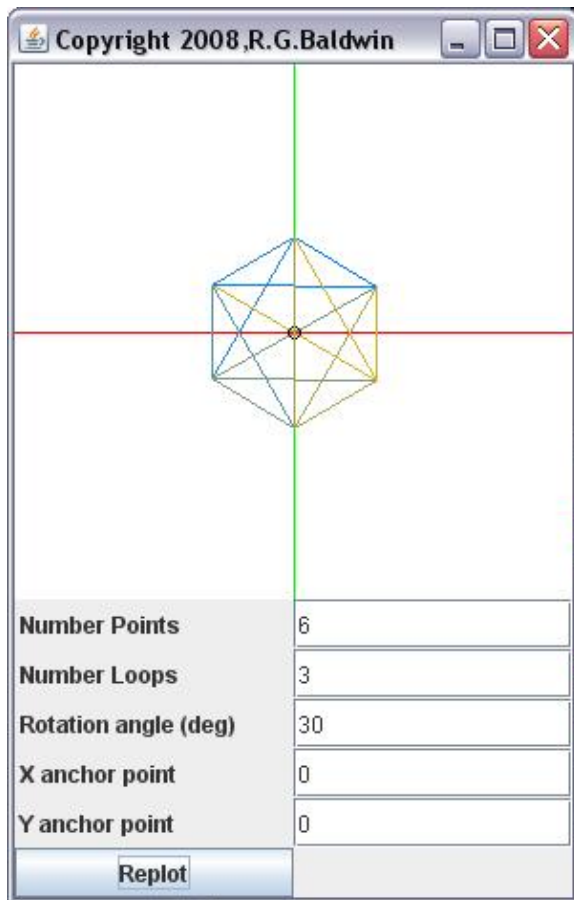 Copyright 2008,R.G.Baldwin
Number Points 6
Number Loops 3
Rotation angle (deg) 30
X anchor point 0
Y anchor point 0
Replot